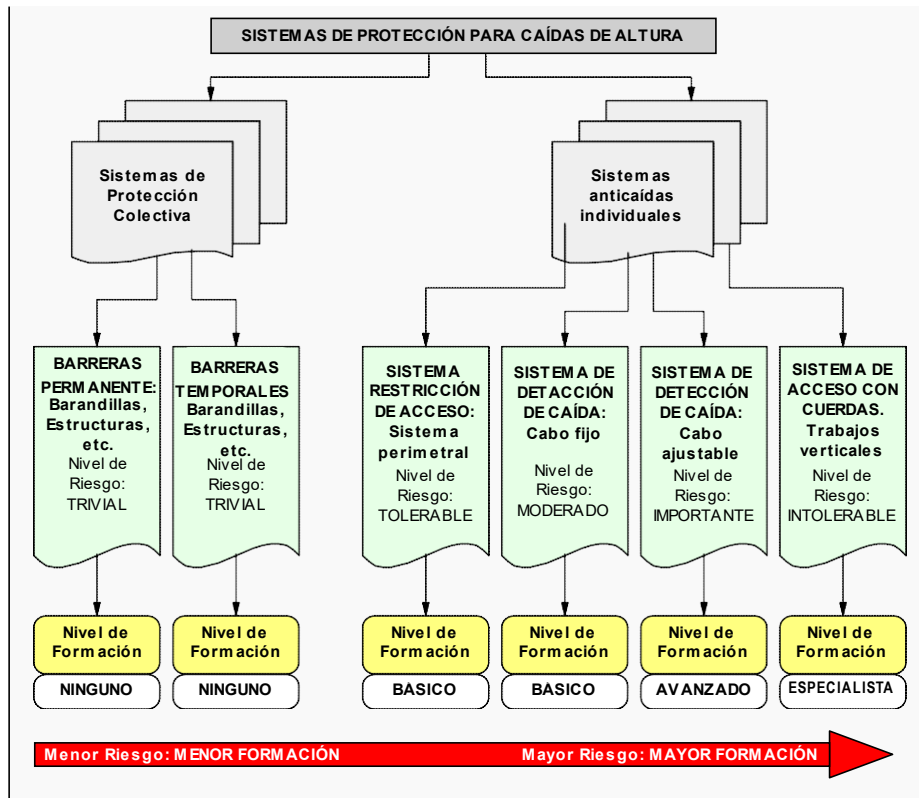 SISTEMAS DE PROTECCIÓN PARA CAÍDAS DE ALTURA
Sistemas de
Protección
Colectiva
Sistemas
anticaídas
individuales
BARRERAS
PERMANENTE:
Barandillas,
Estructuras,
etc.
Nivel de
Riesgo:
TRIVIAL
BARRERAS
TEMPORALES
Barandillas,
Estructuras,
etc.
Nivel de
Riesgo:
TRIVIAL
SISTEMA
RESTRICCIÓN
DE ACCESO:
Sistema
perimetral
Nivel de
Riesgo:
TOLERABLE
SISTEMA DE
DETACCIÓN
DE CAÍDA:
Cabo fijo
Nivel de
Riesgo:
MODERADO
SISTEMA DE
DETECCIÓN DE
CAÍDA:
Cabo
ajustable
Nivel de
Riesgo:
IMPORTANTE
SISTEMA DE
ACCESO CON
CUERDAS.
Trabajos
verticales
Nivel de
Riesgo:
INTOLERABLE
Nivel de
Formación
NINGUNO
Nivel de
Formación
NINGUNO
Nivel de
Formación
BASICO
Nivel de
Formación
BASICO
Nivel de
Formación
AVANZADO
Nivel de
Formación
ESPECIALISTA
Menor Riesgo: MENOR FORMACIÓN
Mayor Riesgo: MAYOR FORMACIÓN